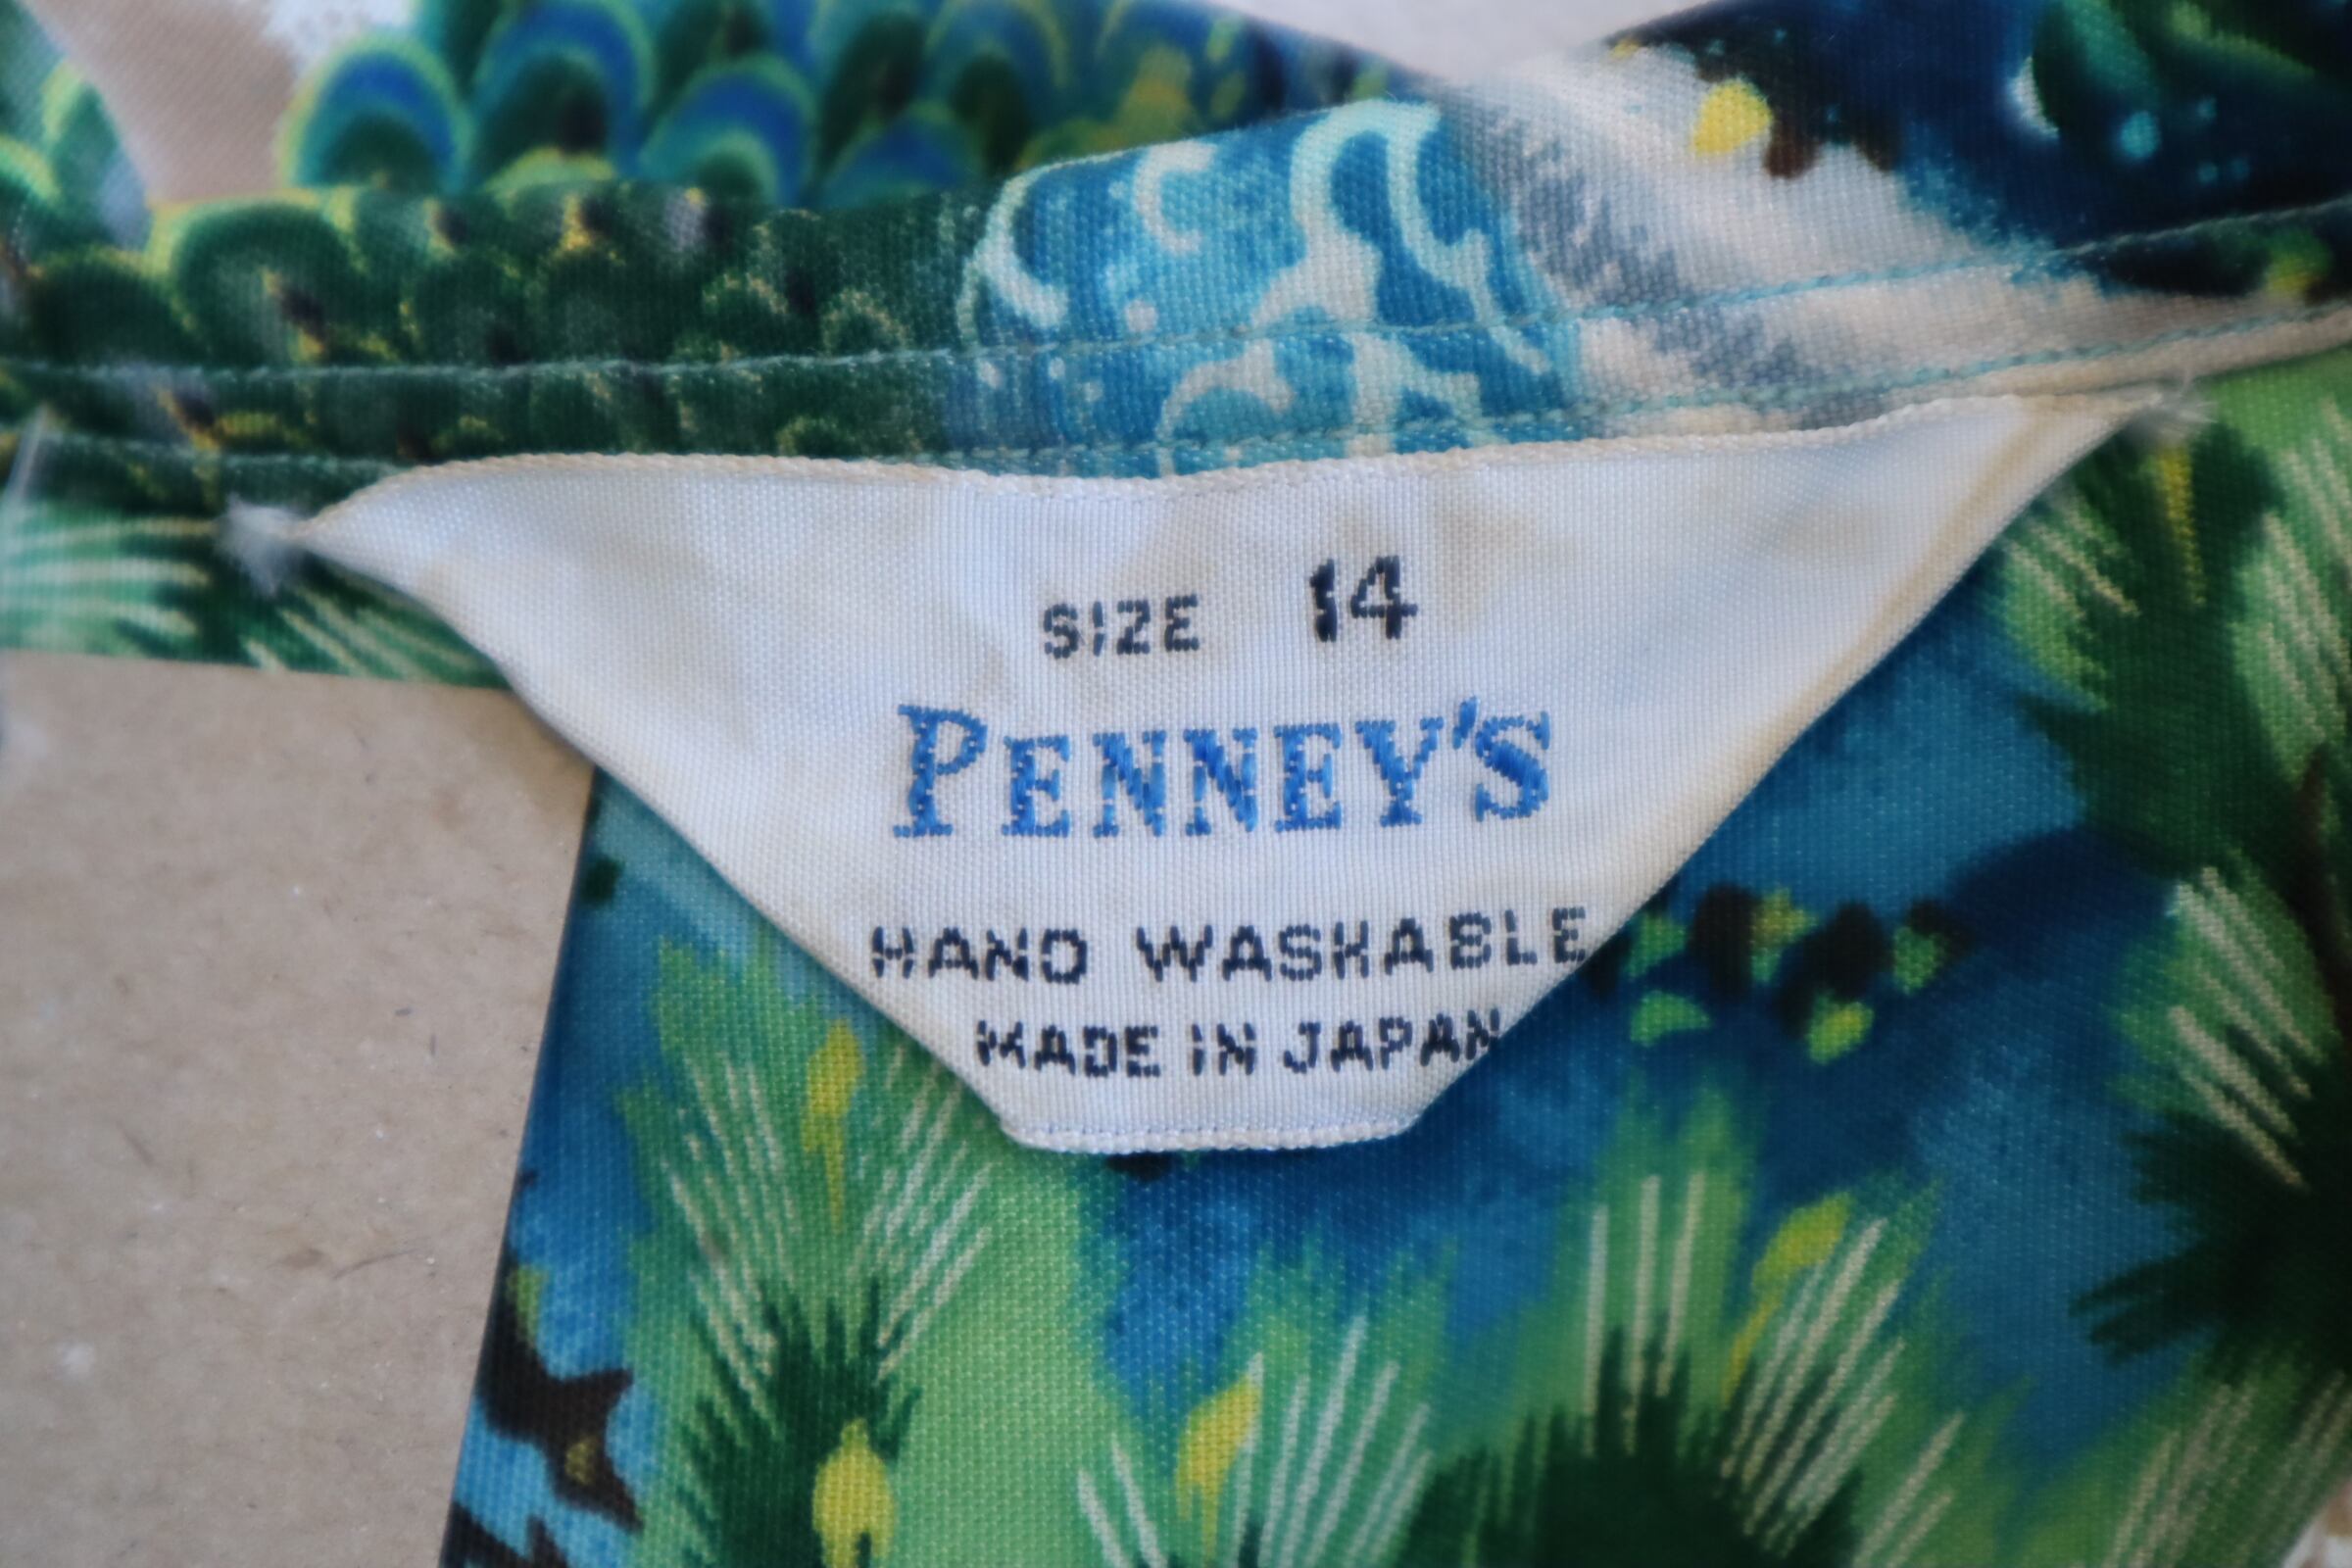 SIZE 14
PENNEY'S
HAND WASHABLE
MADE IN JAPAN